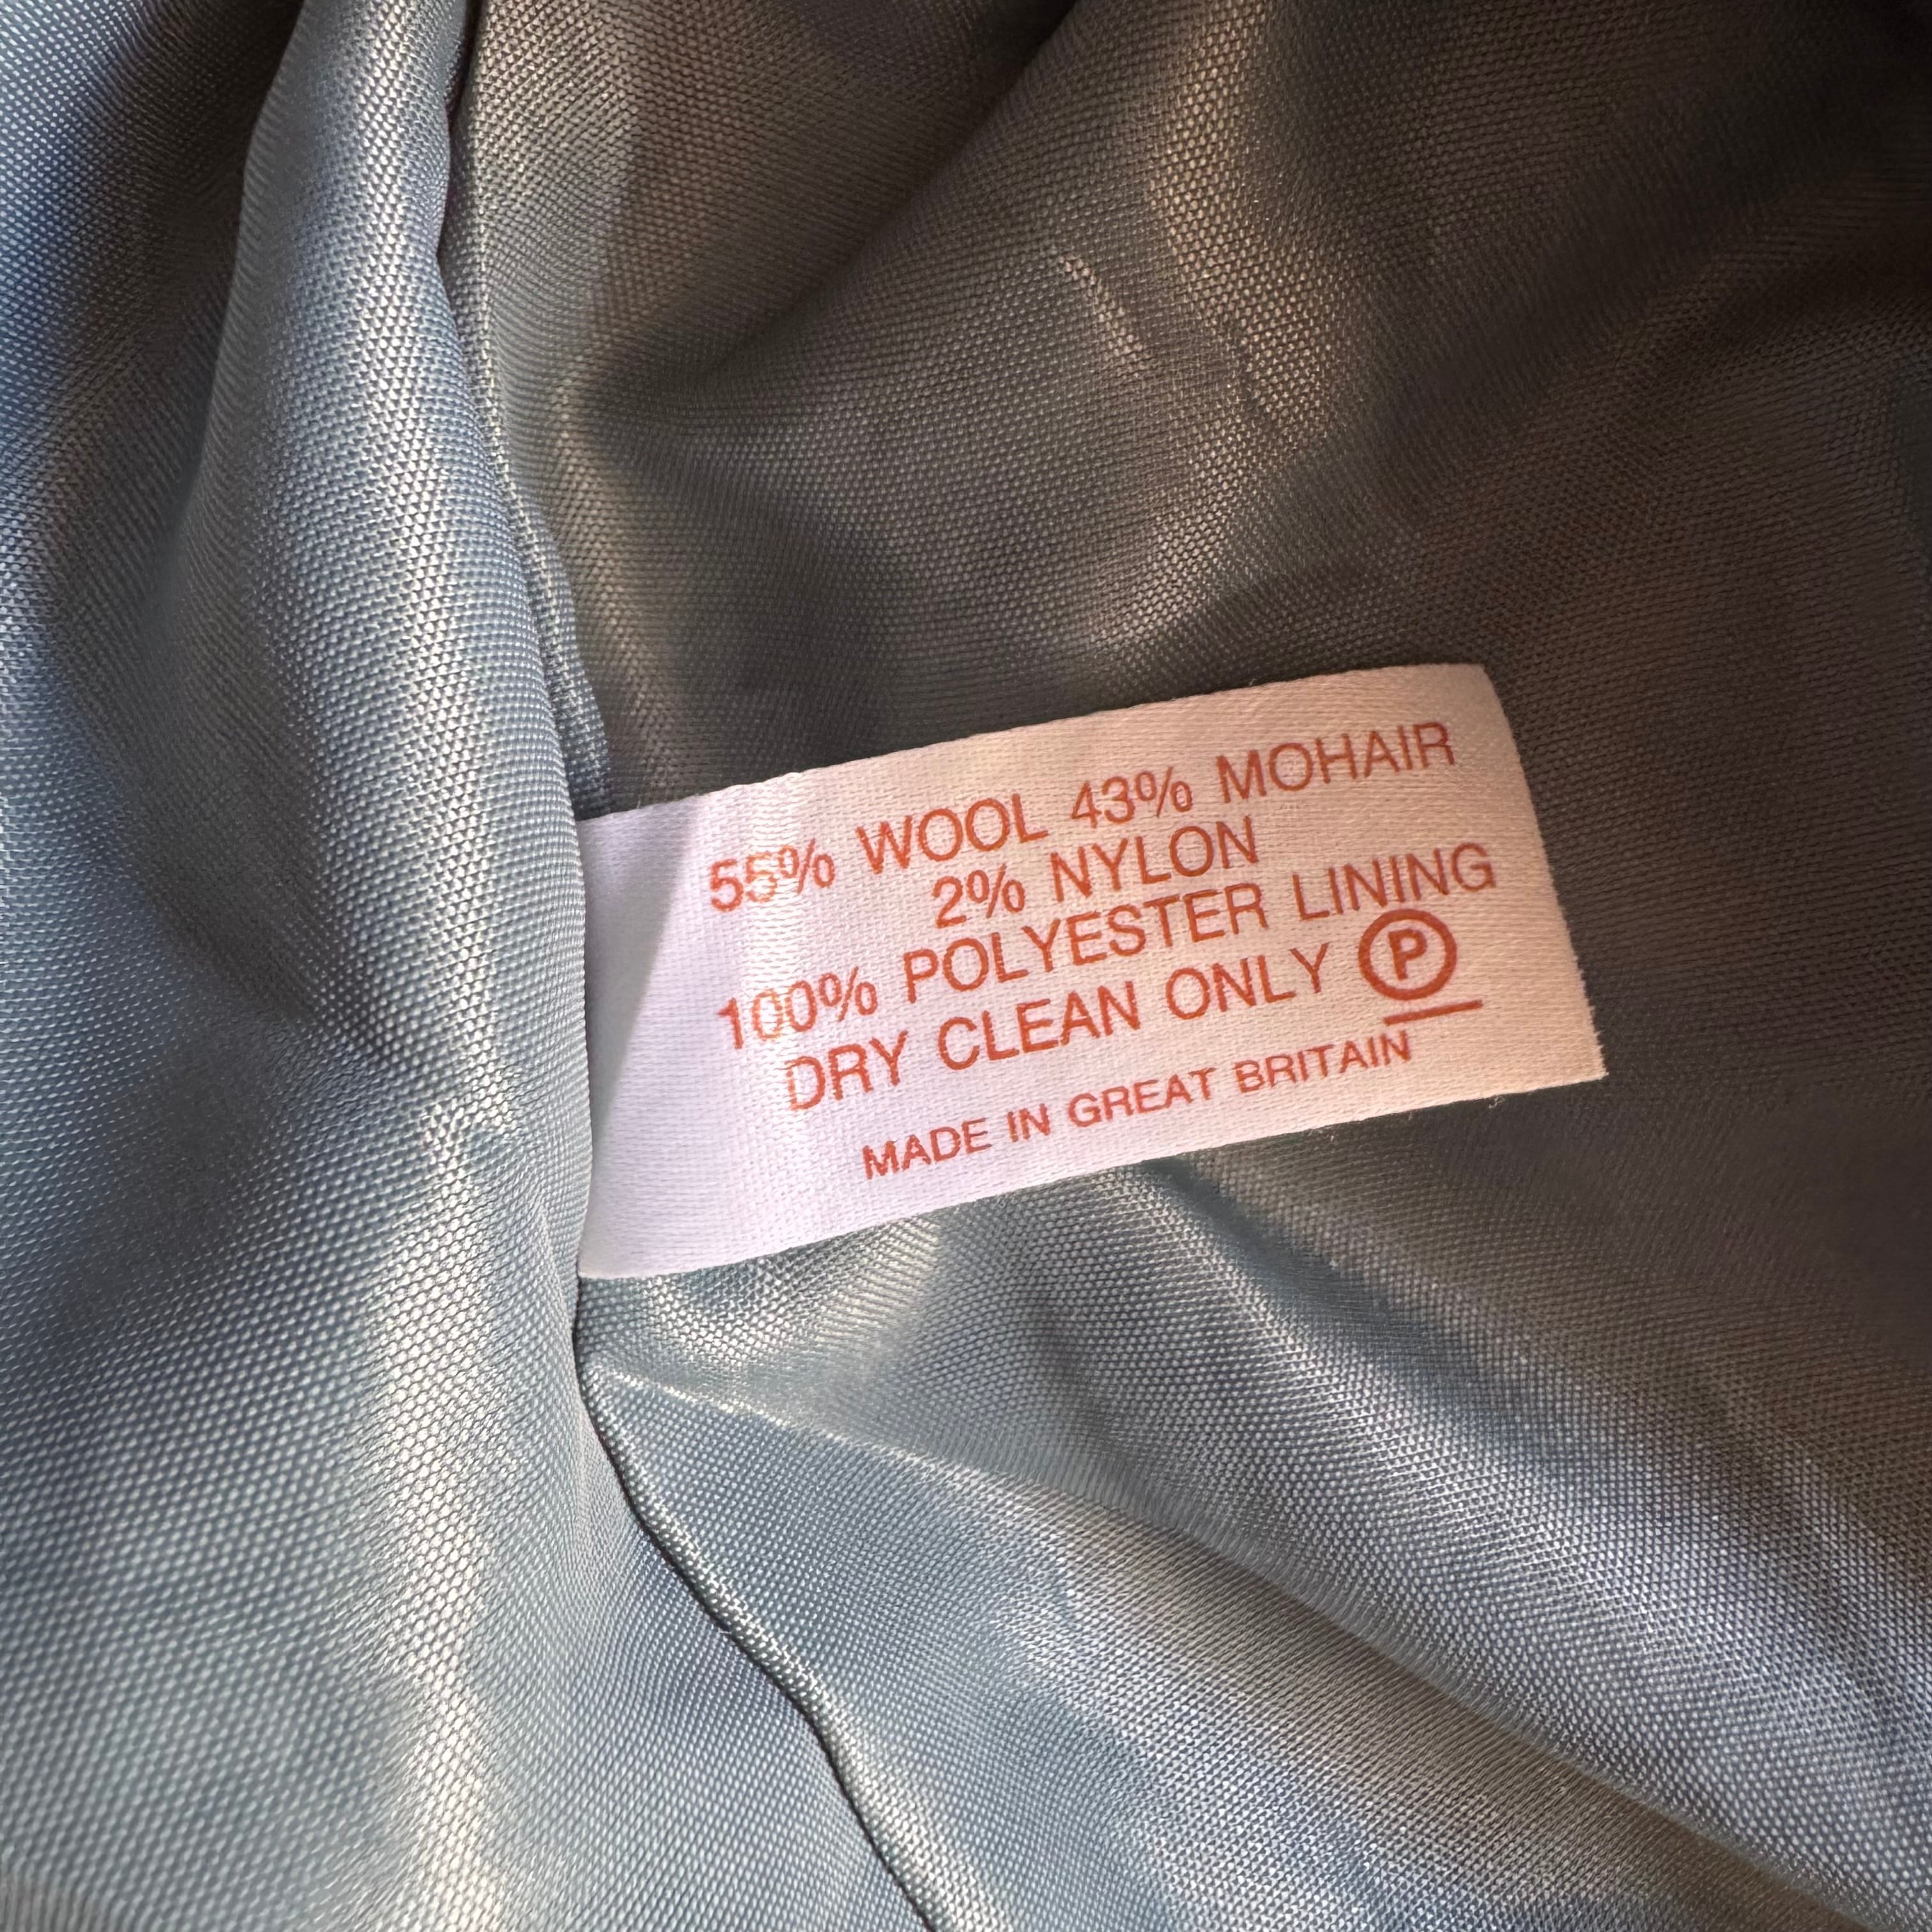 55% WOOL 43% MOHAIR
2% NYLON
100% POLYESTER LINING
DRY CLEAN ONLY Ⓟ
MADE IN GREAT BRITAIN